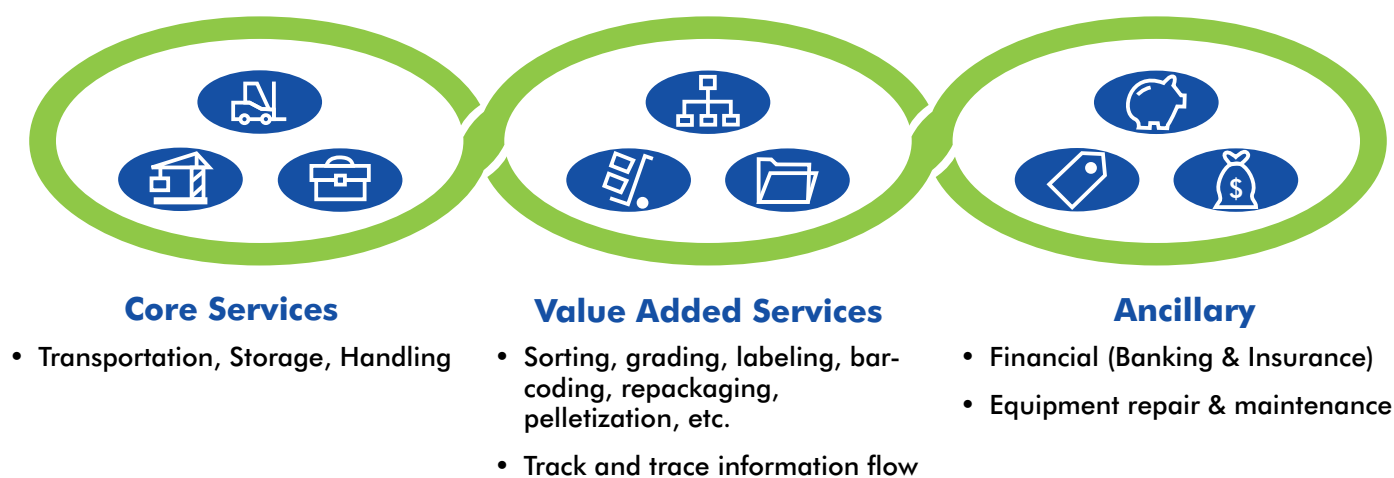 $
Core Services
• Transportation, Storage, Handling
Value Added Services
• Sorting, grading, labeling, bar-
coding, repackaging,
pelletization, etc.
• Track and trace information flow
Ancillary
• Financial (Banking & Insurance)
• Equipment repair & maintenance